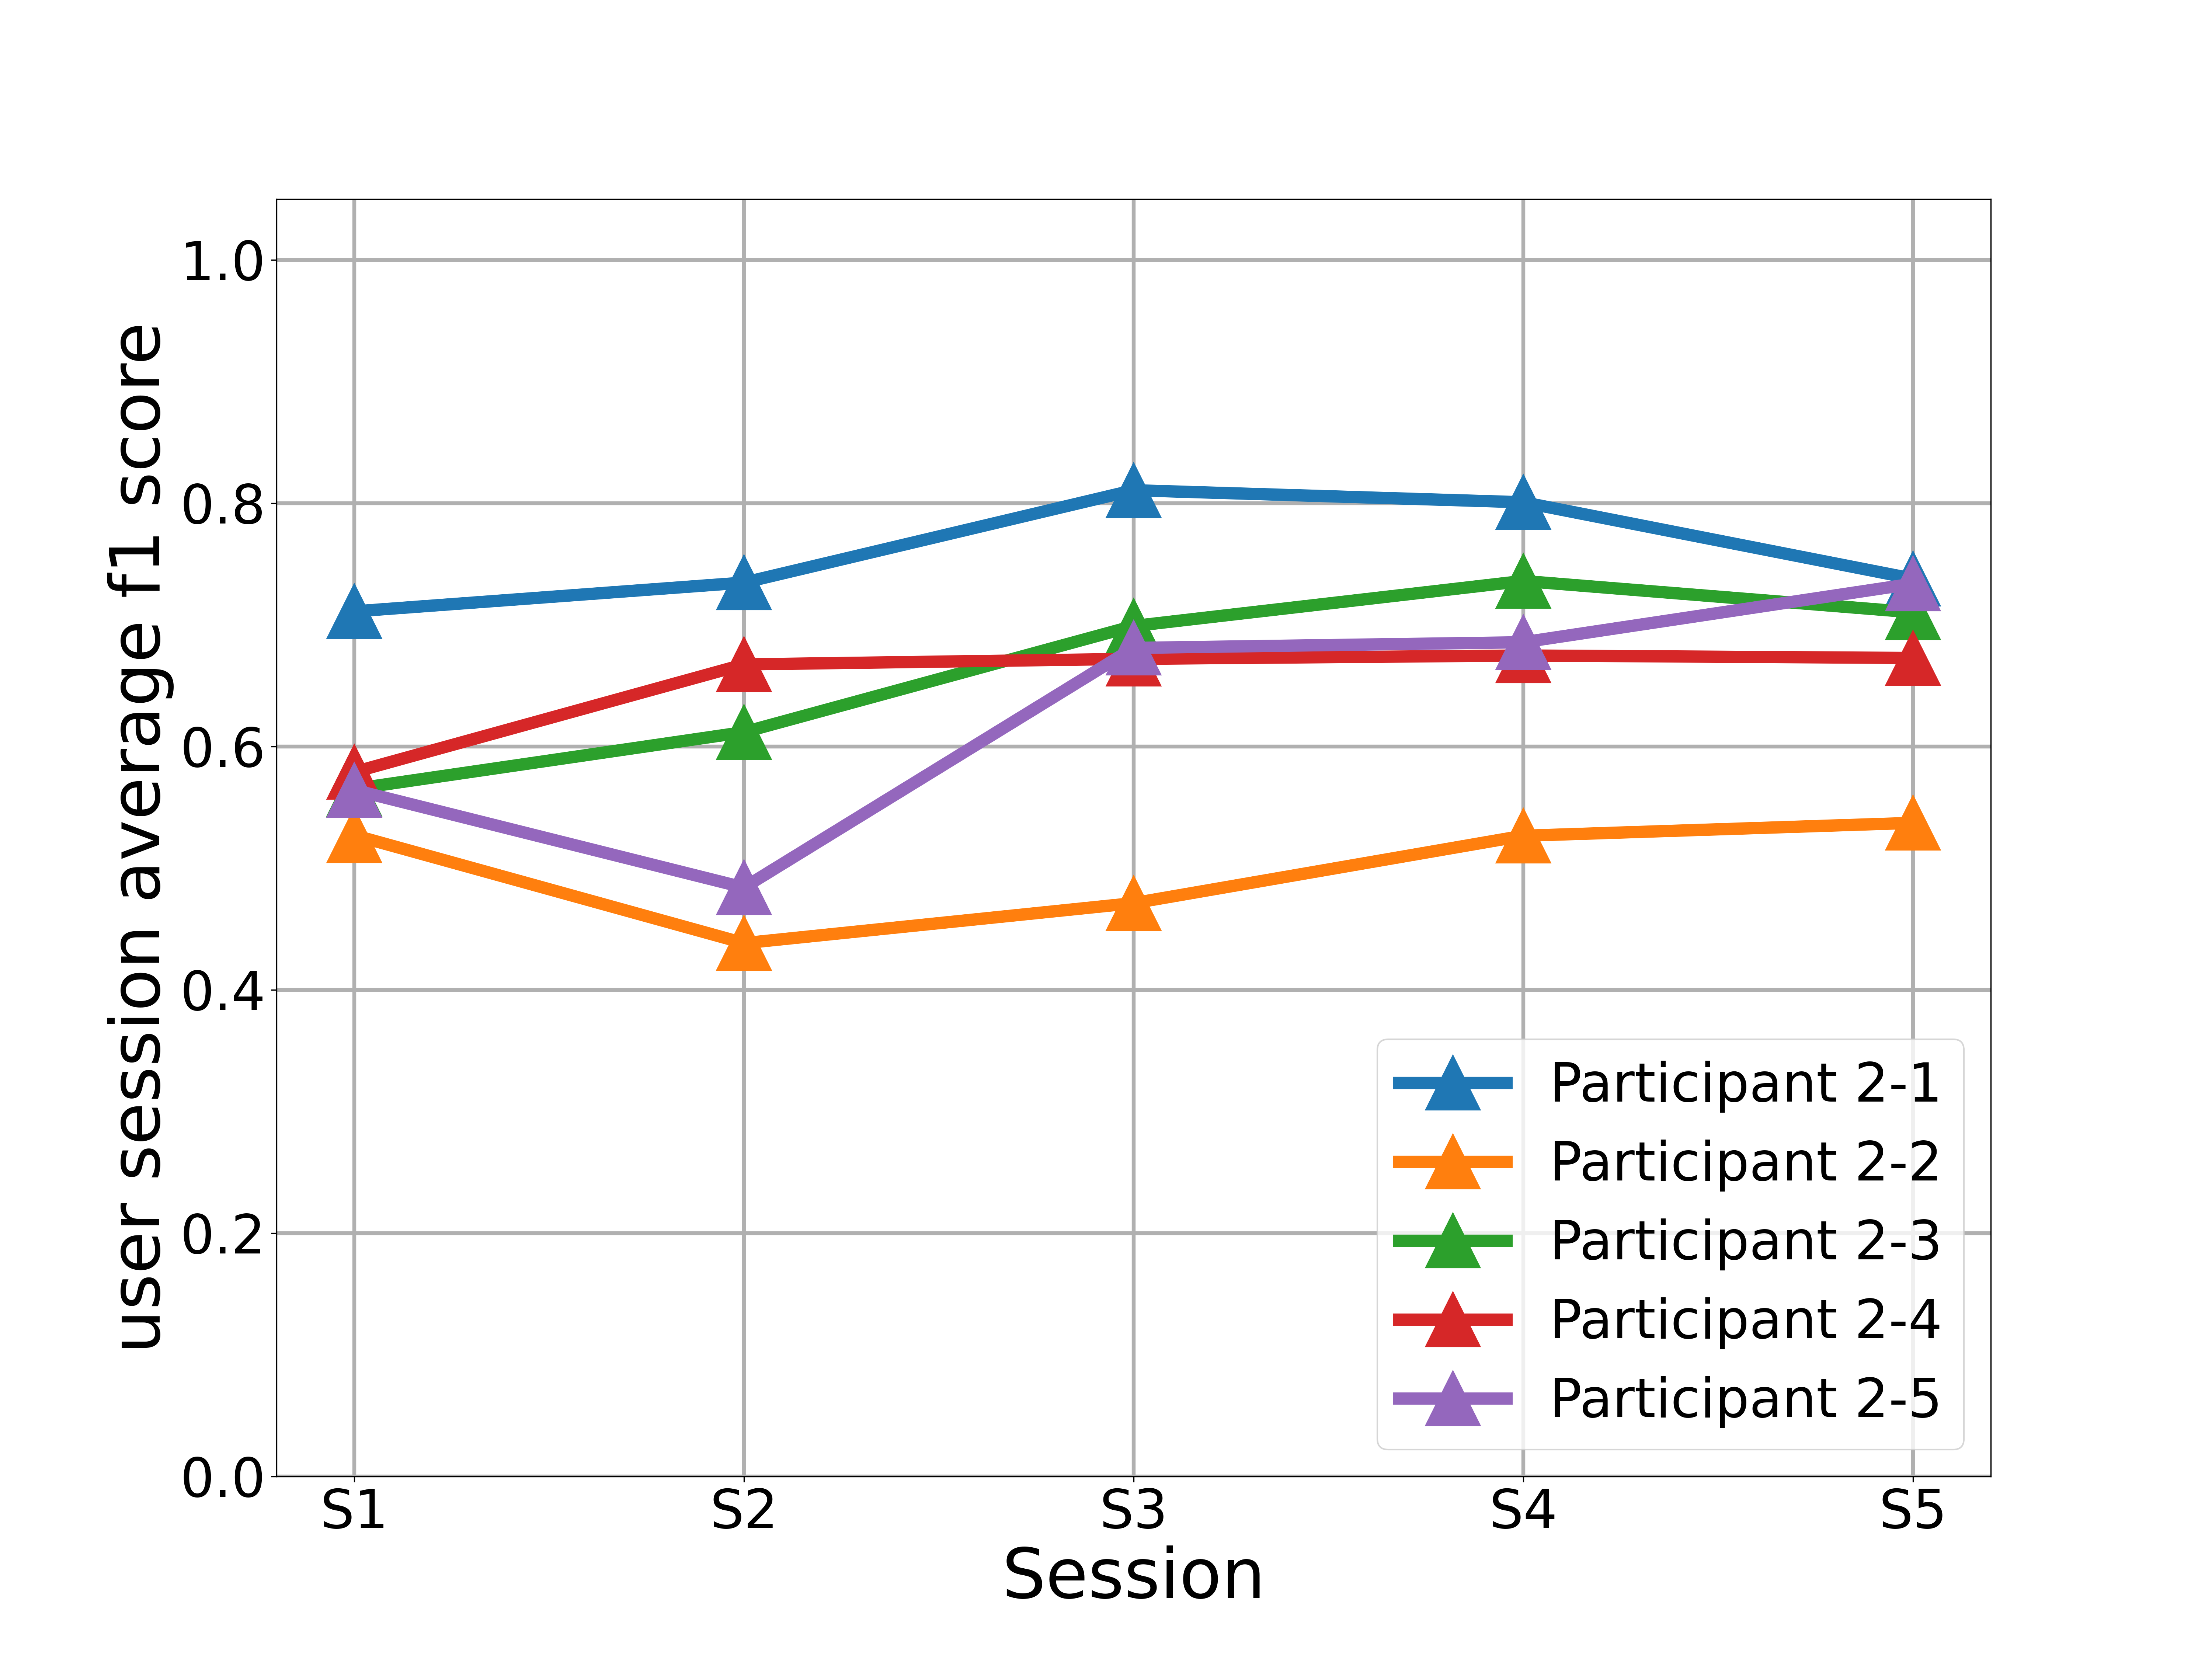 user session average f1 score
1.0
0.8
0.6
0.4
0.2
0.0
Participant 2-1
Participant 2-2
Participant 2-3
Participant 2-4
Participant 2-5
S1 S2 S3 S4 S5
Session